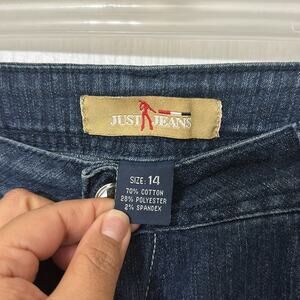 JUST JEANS
SIZE: 14
70% COTTON
28% POLYESTER
2% SPANDEX